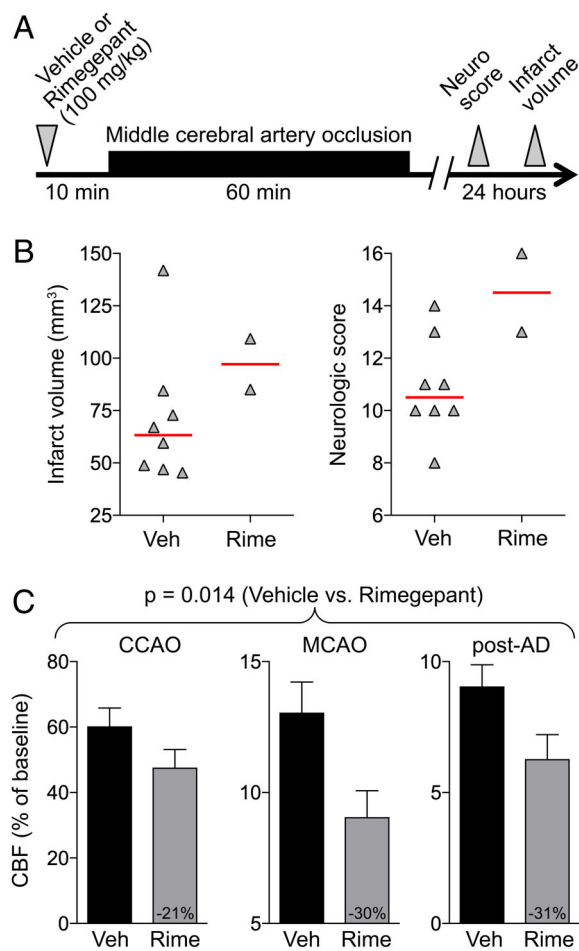 A
Vehicle or
Rimegepant
(100 mg/kg)
Middle cerebral artery occlusion
Neuro
score
Infarct
volume
10 min
60 min
24 hours
B
Infarct volume (mm³)
150
125
100
75
50
25
Veh
Rime
Neurologic score
16
14
12
10
8
6
Veh
Rime
C
p = 0.014 (Vehicle vs. Rimegepant)
CCAO
MCAO
post-AD
CBF (% of baseline)
80
60
40
20
0
-21%
Veh
Rime
15
10
5
-30%
Veh
Rime
10
5
0
-31%
Veh
Rime